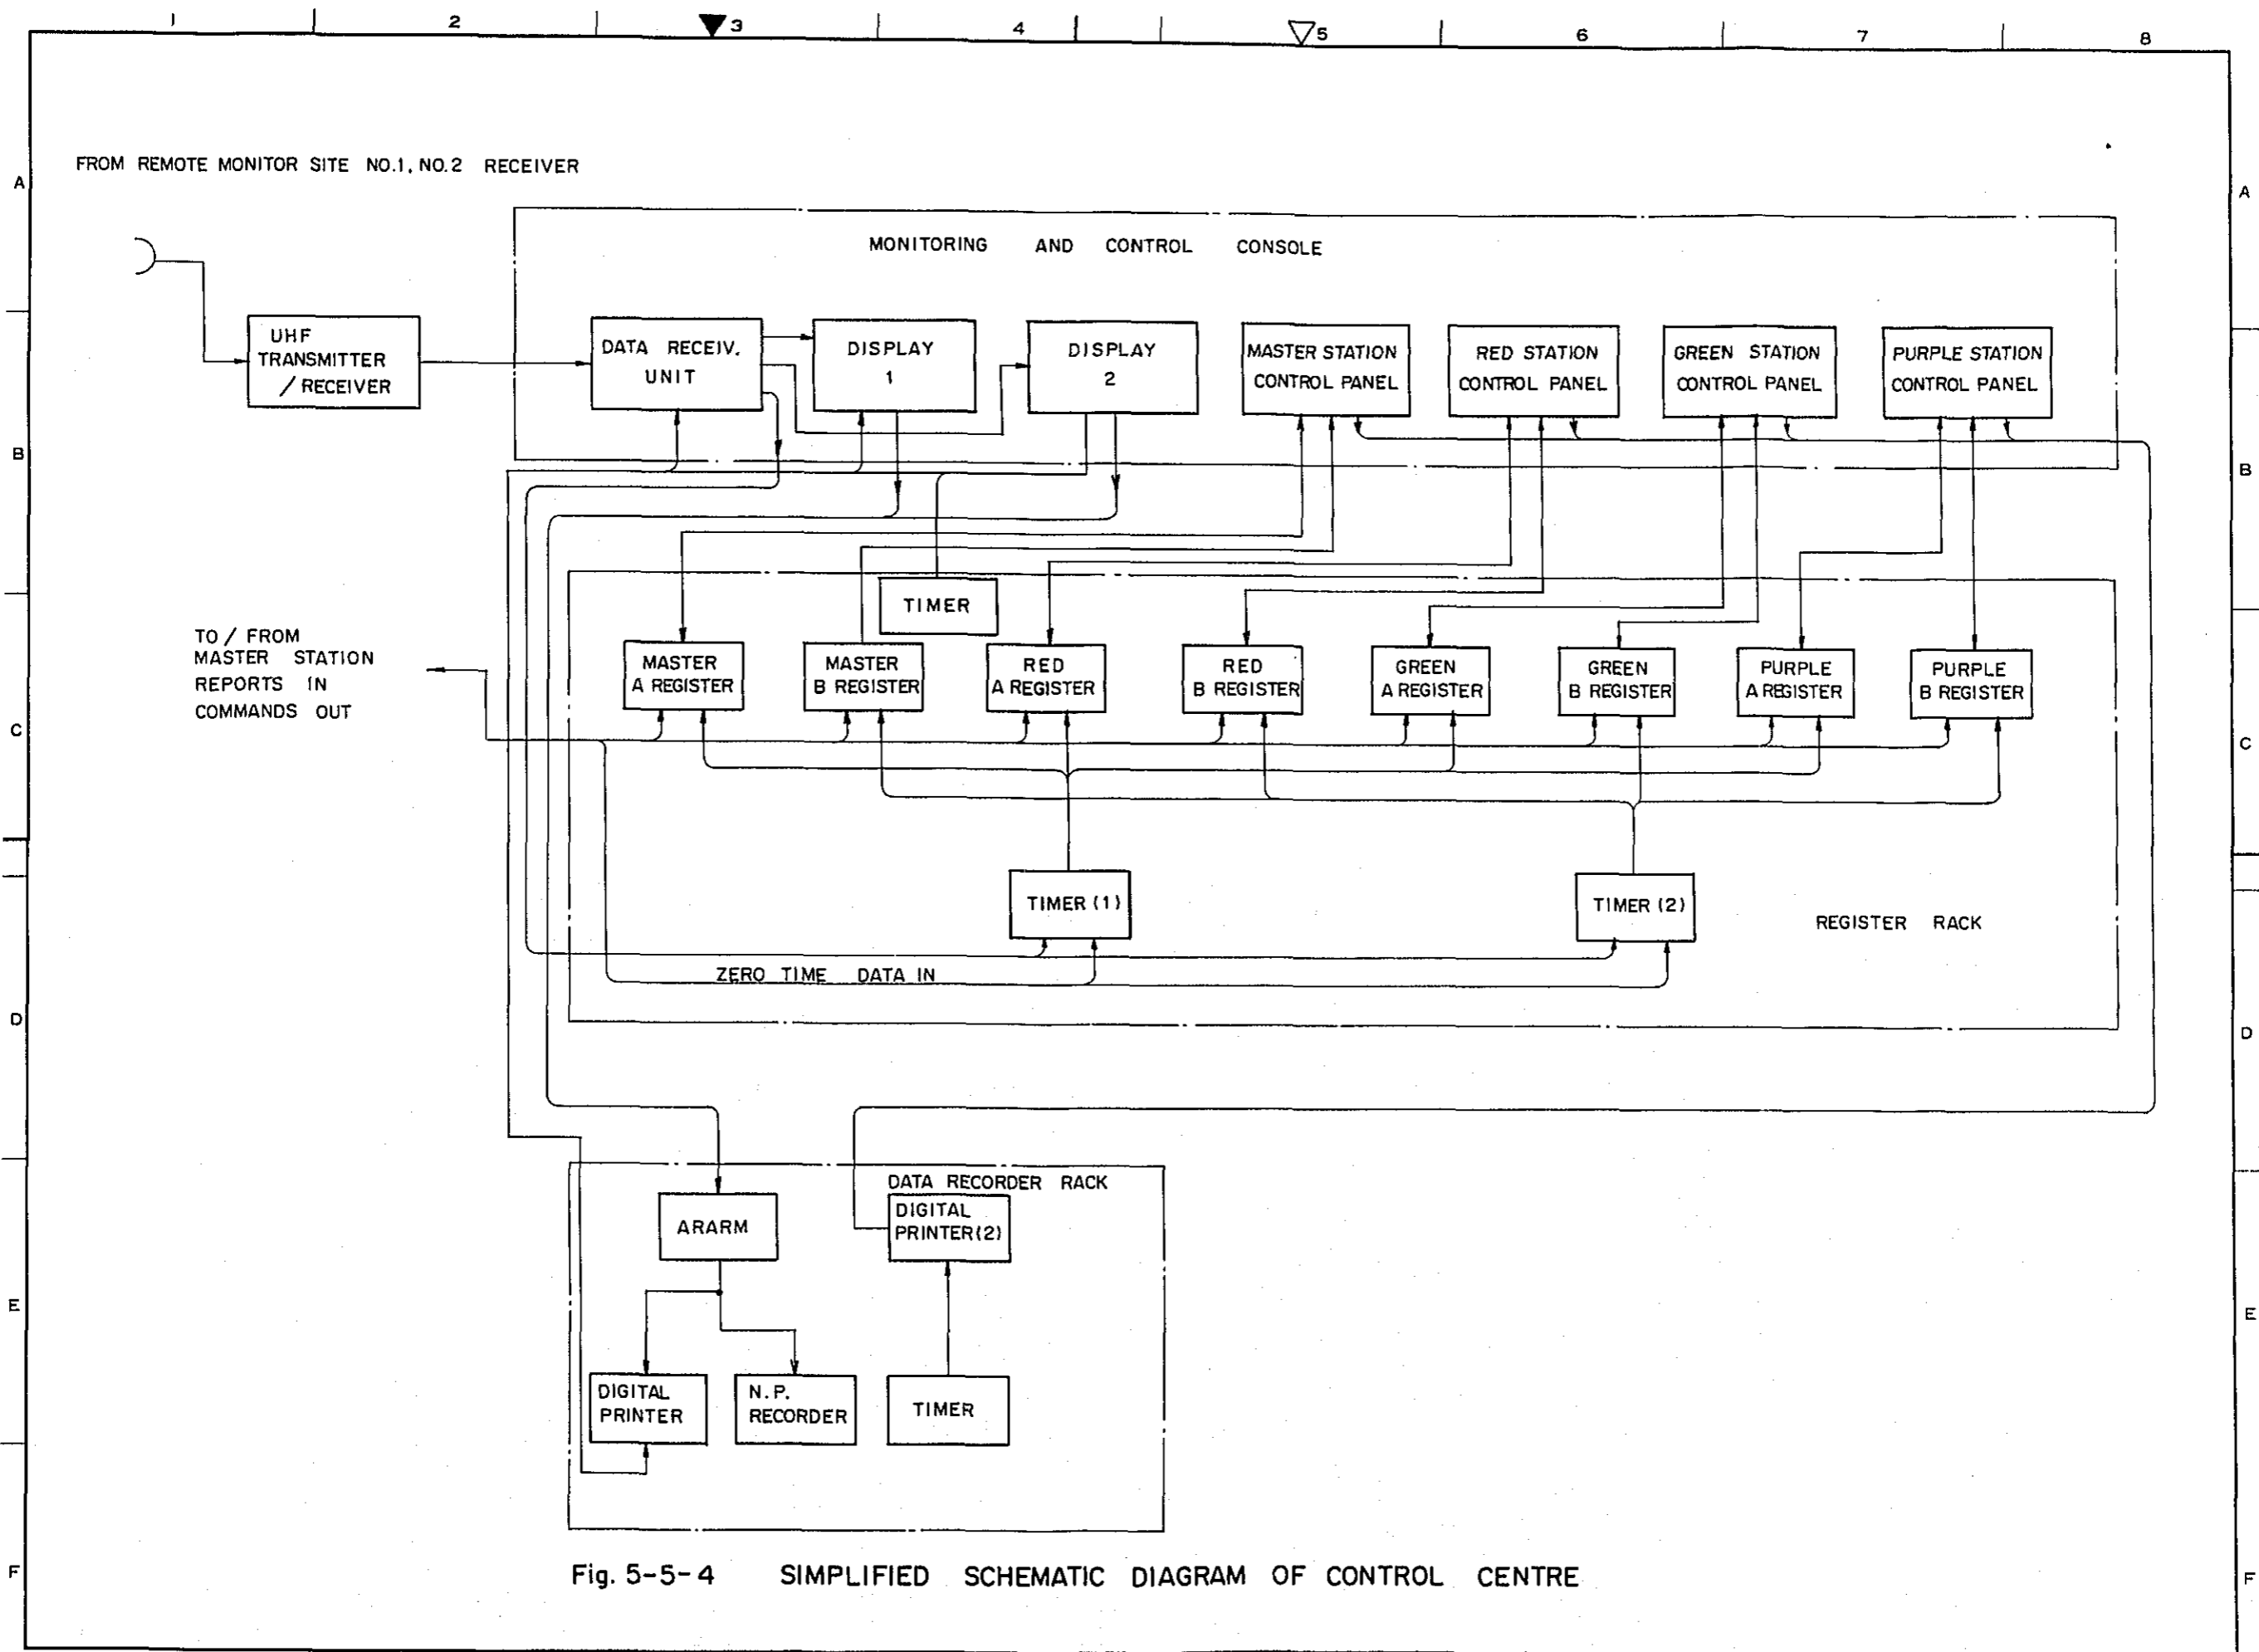 1 2 3 4 5 6 7 8
FROM REMOTE MONITOR SITE NO.1, NO.2 RECEIVER
A A
MONITORING AND CONTROL CONSOLE
UHF
TRANSMITTER
/ RECEIVER
DATA RECEIV.
UNIT
DISPLAY
1
DISPLAY
2
MASTER STATION
CONTROL PANEL
RED STATION
CONTROL PANEL
GREEN STATION
CONTROL PANEL
PURPLE STATION
CONTROL PANEL
B B
TIMER
TO / FROM
MASTER STATION
REPORTS IN
COMMANDS OUT
MASTER
A REGISTER
MASTER
B REGISTER
RED
A REGISTER
RED
B REGISTER
GREEN
A REGISTER
GREEN
B REGISTER
PURPLE
A REGISTER
PURPLE
B REGISTER
C C
TIMER (1)
TIMER (2)
REGISTER RACK
ZERO TIME DATA IN
D D
DATA RECORDER RACK
ARARM
DIGITAL
PRINTER(2)
E E
DIGITAL
PRINTER
N.P.
RECORDER
TIMER
F F
Fig. 5-5-4 SIMPLIFIED SCHEMATIC DIAGRAM OF CONTROL CENTRE